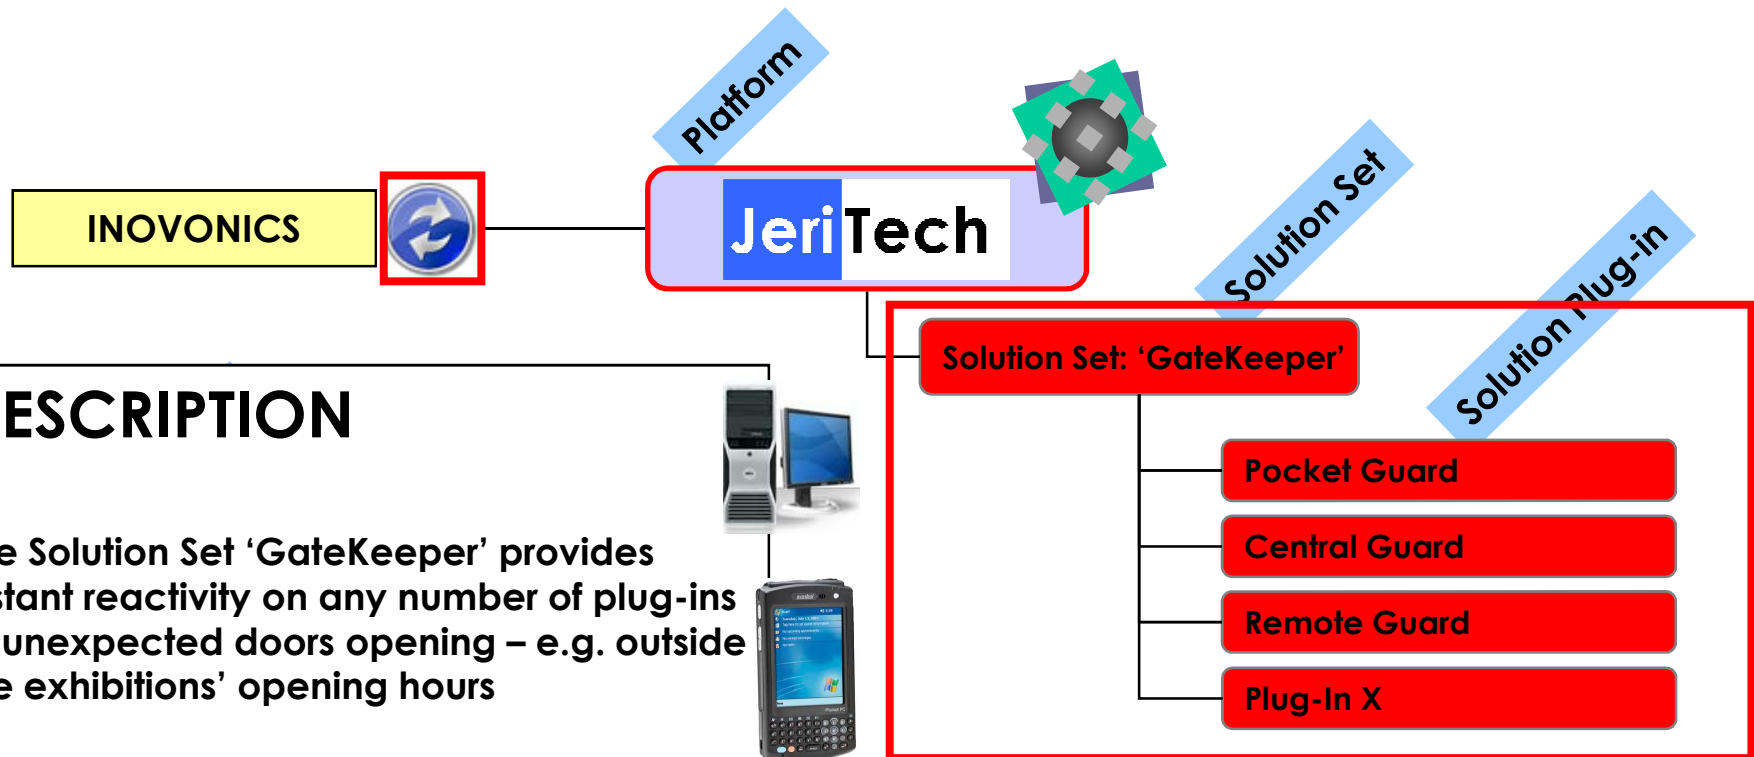 Platform
INOVONICS
JeriTech
Solution Set
Solution Plug-in
Solution Set: ‘GateKeeper’
Pocket Guard
Central Guard
Remote Guard
Plug-In X
ESCRIPTION
e Solution Set ‘GateKeeper’ provides
stant reactivity on any number of plug-ins
unexpected doors opening – e.g. outside
e exhibitions’ opening hours